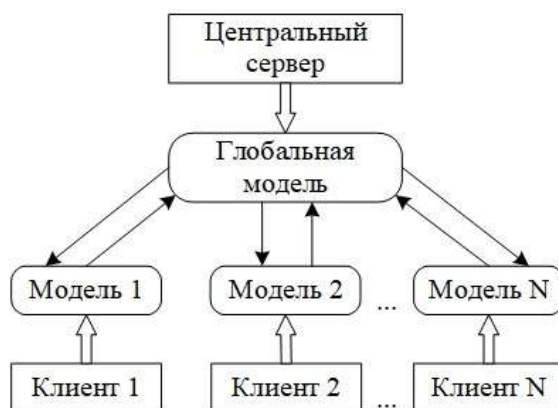 Центральный
сервер
Глобальная
модель
Модель 1
Модель 2
...
Модель N
Клиент 1
Клиент 2
...
Клиент N